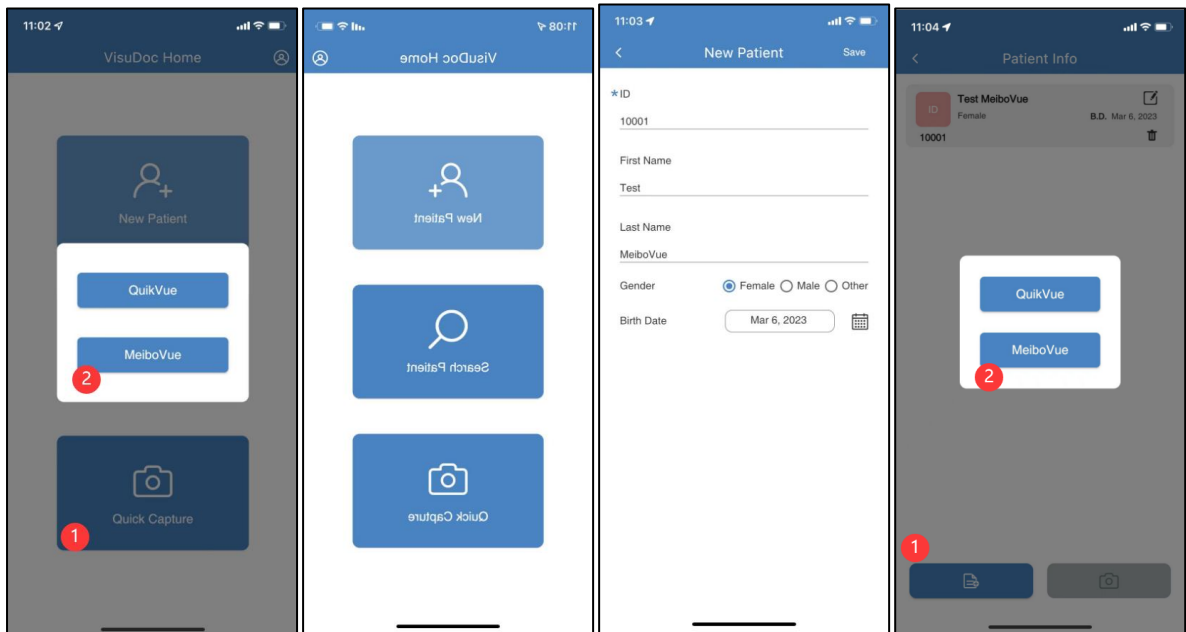 11:02
VisuDoc Home
New Patient
QuikVue
MeiboVue
2
Quick Capture
1
11:08
VisuDoc Home
New Patient
Search Patient
Quick Capture
11:03
New Patient Save
*ID
10001
First Name
Test
Last Name
MeiboVue
Gender Female Male Other
Birth Date Mar 6, 2023
11:04
Patient Info
ID
Test MeiboVue
Female B.D. Mar 6, 2023
10001
QuikVue
MeiboVue
2
1